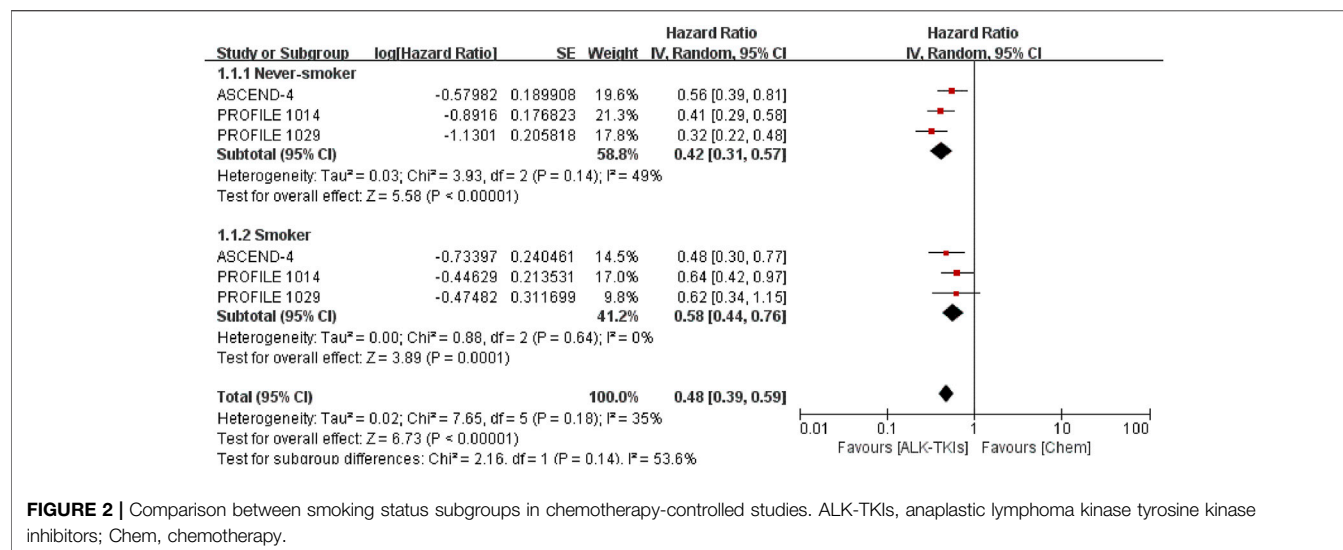 Hazard Ratio Hazard Ratio
Study or Subgroup log[Hazard Ratio] SE Weight IV, Random, 95% CI IV, Random, 95% CI
1.1.1 Never-smoker
ASCEND-4 -0.57982 0.189908 19.6% 0.56 [0.39, 0.81]
PROFILE 1014 -0.8916 0.176823 21.3% 0.41 [0.29, 0.58]
PROFILE 1029 -1.1301 0.205818 17.8% 0.32 [0.22, 0.48]
Subtotal (95% CI) 58.8% 0.42 [0.31, 0.57]
Heterogeneity: Tau² = 0.03; Chi² = 3.93, df = 2 (P = 0.14); I² = 49%
Test for overall effect: Z = 5.58 (P < 0.00001)
1.1.2 Smoker
ASCEND-4 -0.73397 0.240461 14.5% 0.48 [0.30, 0.77]
PROFILE 1014 -0.44629 0.213531 17.0% 0.64 [0.42, 0.97]
PROFILE 1029 -0.47482 0.311699 9.8% 0.62 [0.34, 1.15]
Subtotal (95% CI) 41.2% 0.58 [0.44, 0.76]
Heterogeneity: Tau² = 0.00; Chi² = 0.88, df = 2 (P = 0.64); I² = 0%
Test for overall effect: Z = 3.89 (P = 0.0001)
Total (95% CI) 100.0% 0.48 [0.39, 0.59]
Heterogeneity: Tau² = 0.02; Chi² = 7.65, df = 5 (P = 0.18); I² = 35%
Test for overall effect: Z = 6.73 (P < 0.00001)
Test for subgroup differences: Chi² = 2.16, df = 1 (P = 0.14), I² = 53.6%
0.01 0.1 1 10 100
Favours [ALK-TKIs] Favours [Chem]
FIGURE 2 | Comparison between smoking status subgroups in chemotherapy-controlled studies. ALK-TKIs, anaplastic lymphoma kinase tyrosine kinase
inhibitors; Chem, chemotherapy.